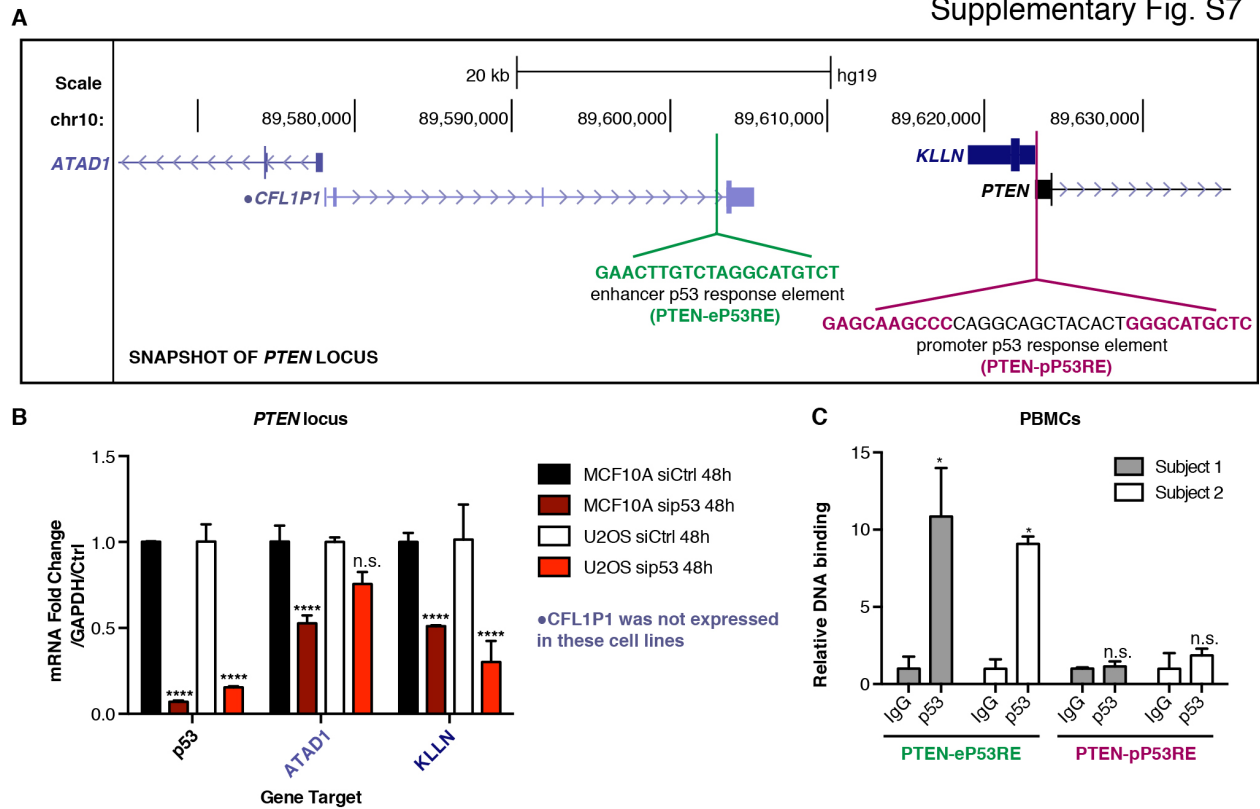 Supplementary Fig. S7
A
Scale
20 kb
hg19
chr10:
89,580,000
89,590,000
89,600,000
89,610,000
89,620,000
89,630,000
ATAD1
KLLN
●CFL1P1
PTEN
GAACTTGTCTAGGCATGTCT
enhancer p53 response element
(PTEN-eP53RE)
GAGCAAGCCCCAGGCAGCTACACTGGGCATGCTC
promoter p53 response element
(PTEN-pP53RE)
SNAPSHOT OF PTEN LOCUS
B
PTEN locus
mRNA Fold Change
/GAPDH/Ctrl
1.5
1.0
0.5
0.0
****
****
****
n.s.
****
****
p53
ATAD1
KLLN
Gene Target
MCF10A siCtrl 48h
MCF10A sip53 48h
U2OS siCtrl 48h
U2OS sip53 48h
●CFL1P1 was not expressed
in these cell lines
C
PBMCs
Relative DNA binding
15
10
5
0
*
*
n.s.
n.s.
Subject 1
Subject 2
IgG
p53
IgG
p53
IgG
p53
IgG
p53
PTEN-eP53RE
PTEN-pP53RE